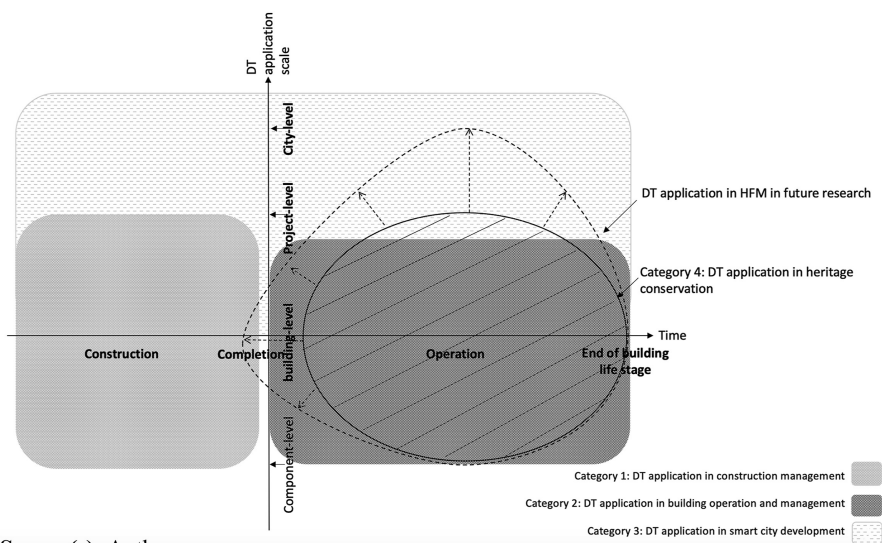 DT
application
scale
City-level
Project-level
building-level
Component-level
DT application in HFM in future research
Category 4: DT application in heritage
conservation
Time
Construction
Completion
Operation
End of building
life stage
Category 1: DT application in construction management
Category 2: DT application in building operation and management
Category 3: DT application in smart city development